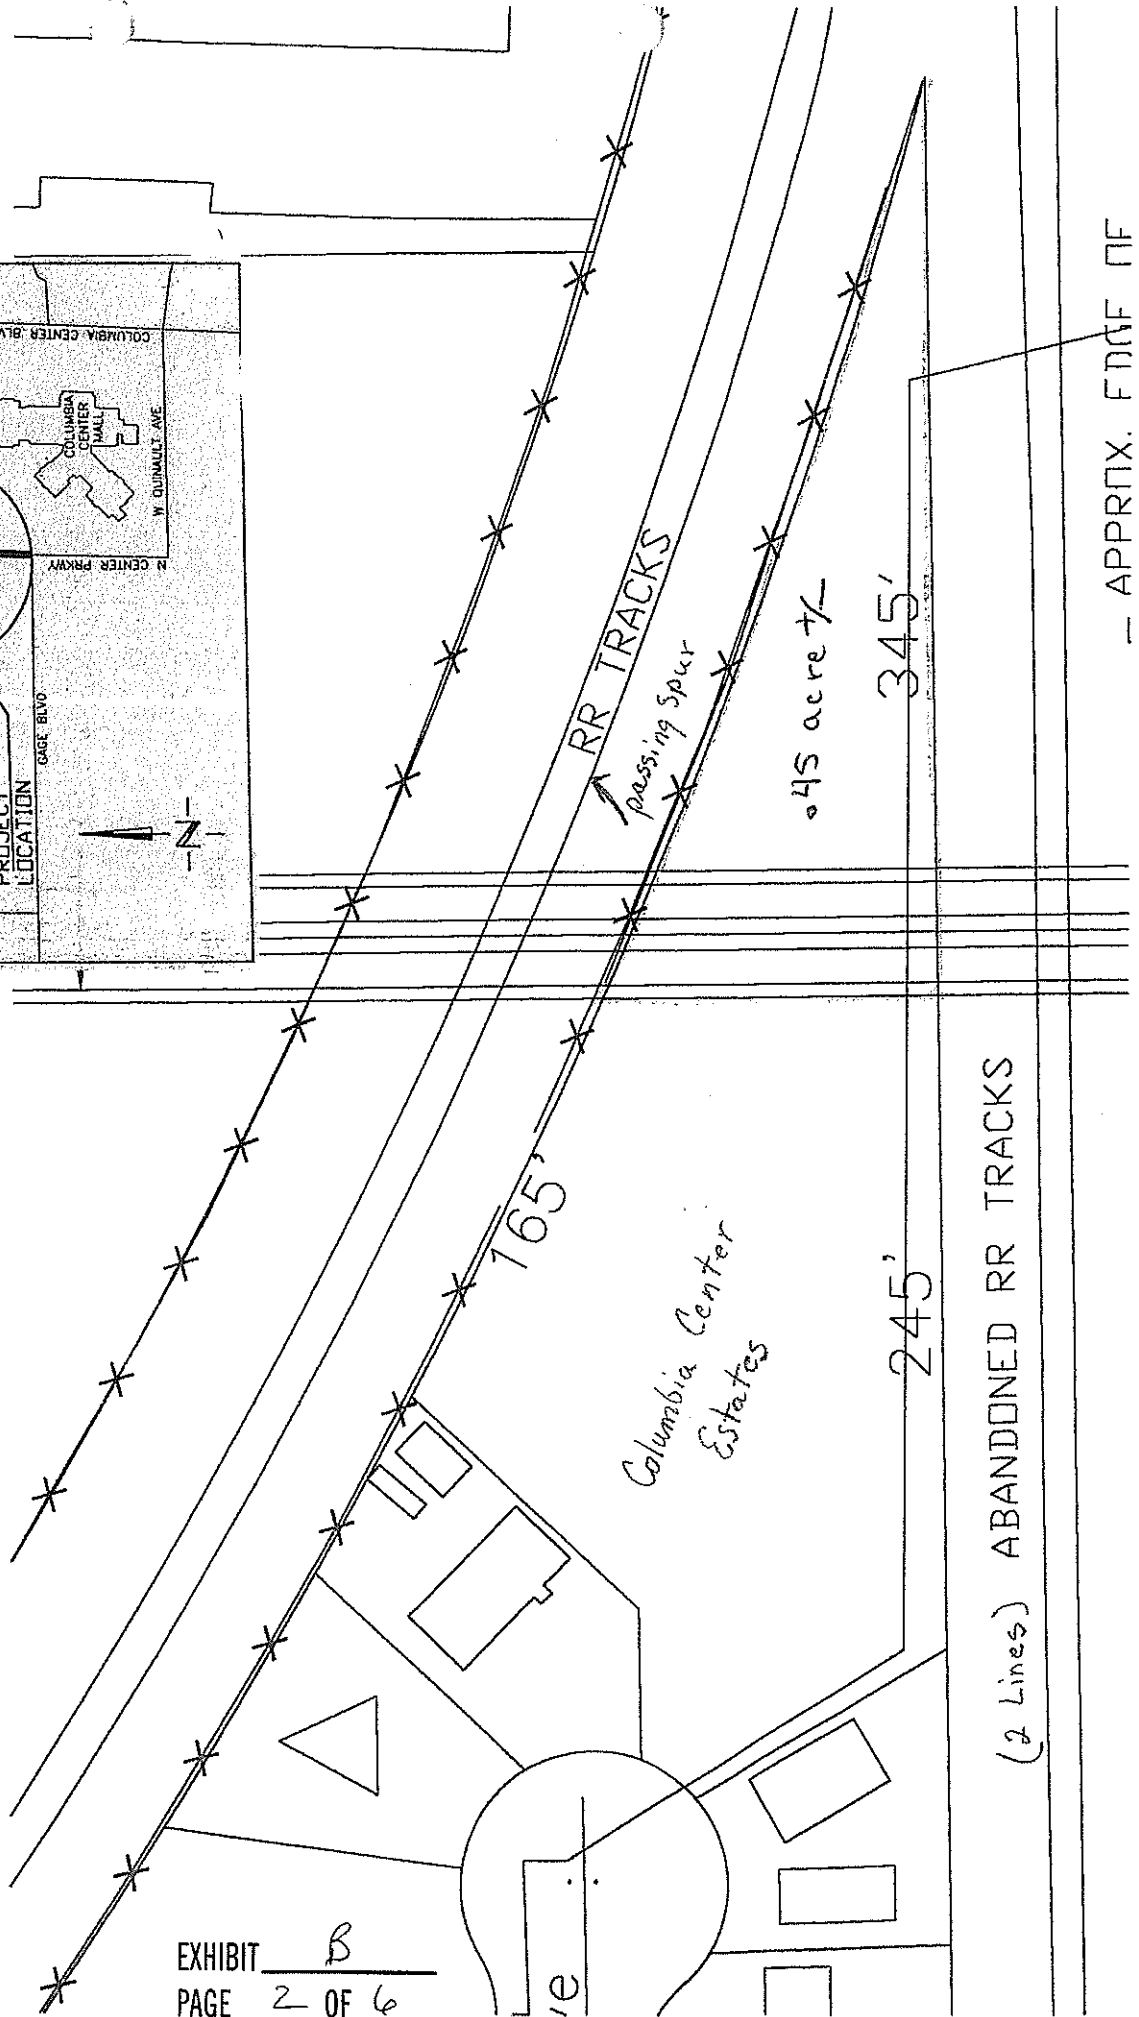 COLUMBIA CENTER
COLUMBIA
CENTER
MALL
W QUINAULT AVE
N CENTER PRKWY
GAGE BLVD
PROJECT
LOCATION
-N-
RR TRACKS
passing spur
.45 acre +/-
345'
APPROX. EDGE OF
165'
Columbia Center
Estates
245'
(2 Lines) ABANDONED RR TRACKS
EXHIBIT B
PAGE 2 OF 6
ve